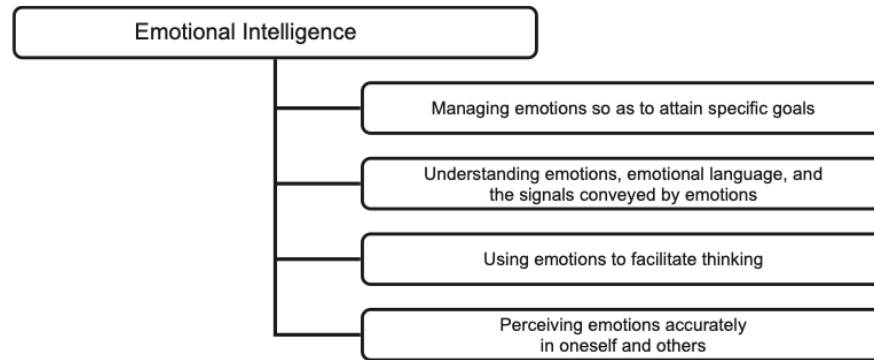 Emotional Intelligence
Managing emotions so as to attain specific goals
Understanding emotions, emotional language, and
the signals conveyed by emotions
Using emotions to facilitate thinking
Perceiving emotions accurately
in oneself and others